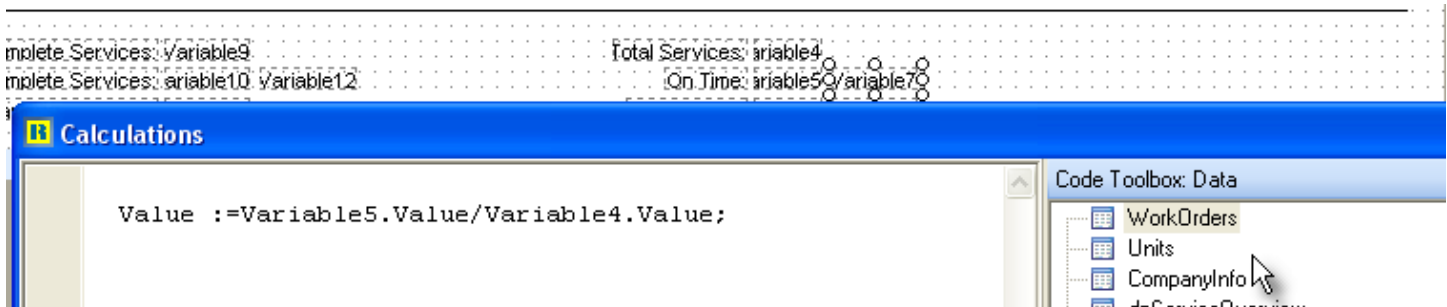 mplete Services: Variable9 Total Services: ariable4
mplete Services: ariable10 Variable12 On Time: ariable5 Variable7
Calculations
Code Toolbox: Data
Value :=Variable5.Value/Variable4.Value;
WorkOrders
Units
CompanyInfo